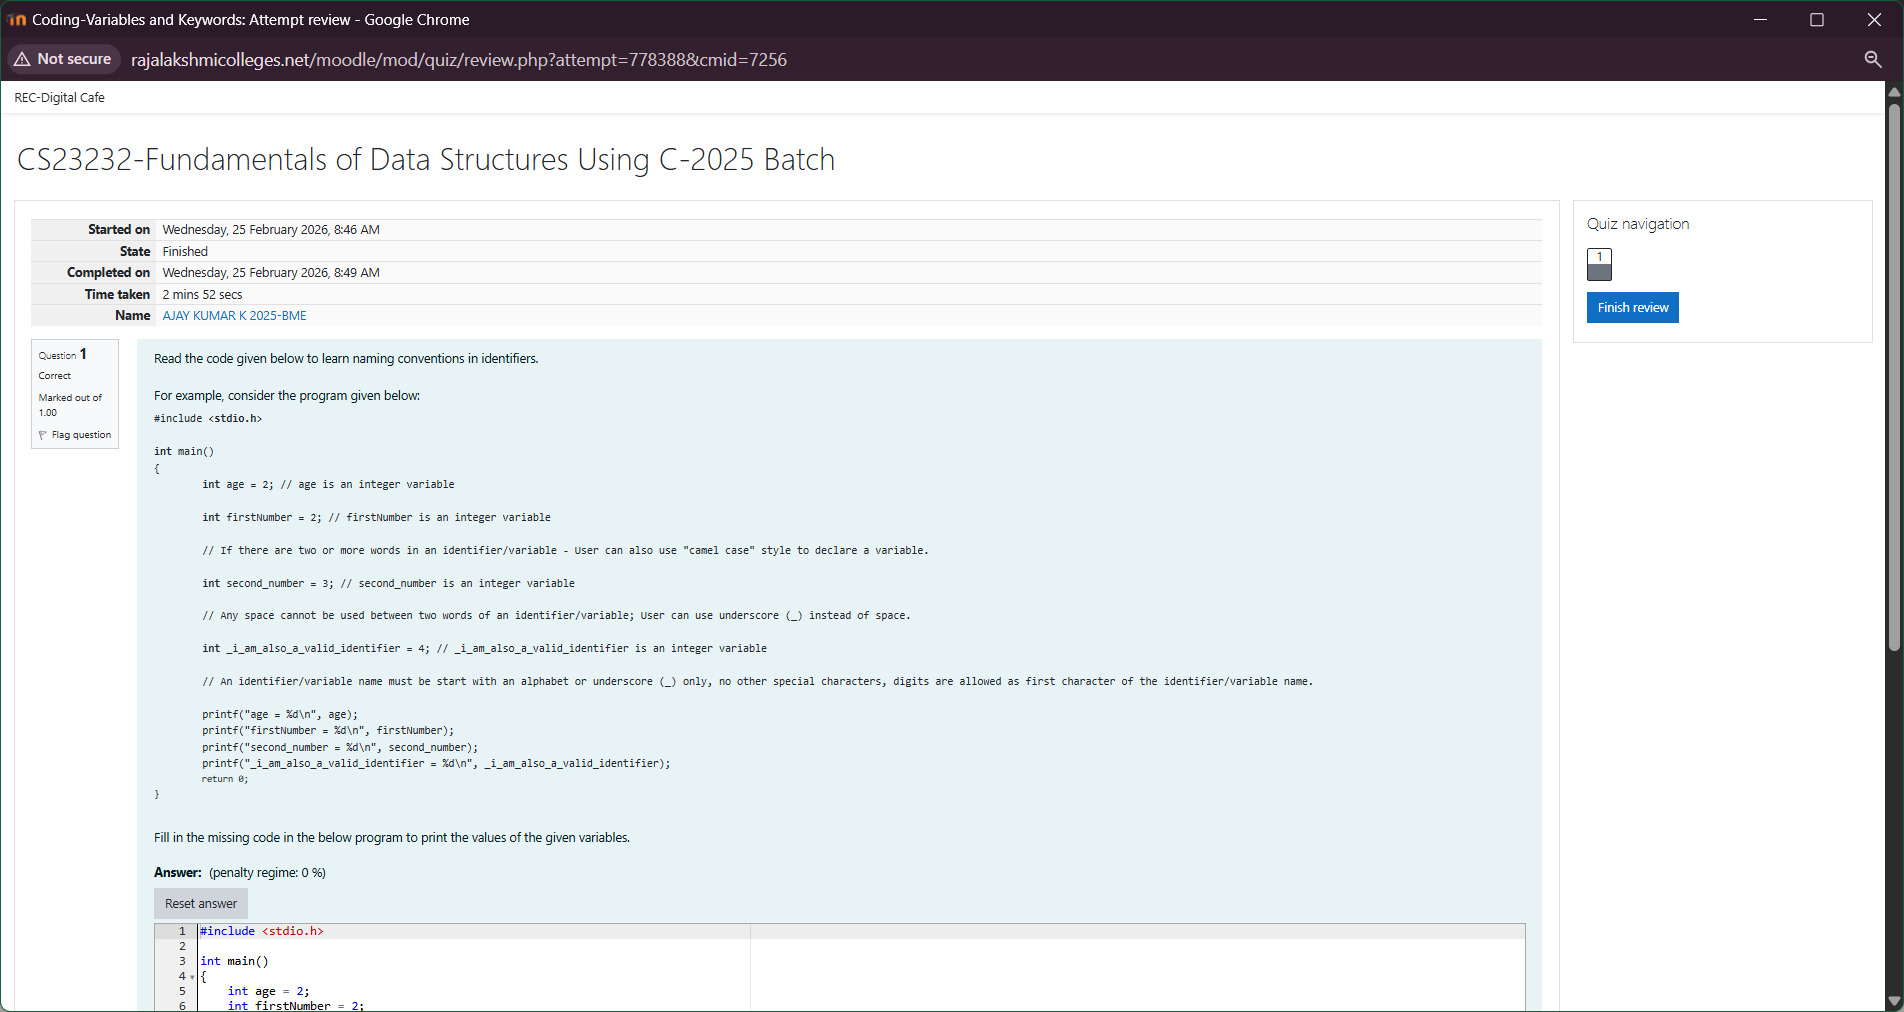 Coding-Variables and Keywords: Attempt review - Google Chrome
Not secure
rajalakshmicolleges.net/moodle/mod/quiz/review.php?attempt=778388&cmid=7256
REC-Digital Cafe
CS23232-Fundamentals of Data Structures Using C-2025 Batch
Started on Wednesday, 25 February 2026, 8:46 AM
State Finished
Completed on Wednesday, 25 February 2026, 8:49 AM
Time taken 2 mins 52 secs
Name AJAY KUMAR K 2025-BME
Question 1
Correct
Marked out of
1.00
Flag question
Read the code given below to learn naming conventions in identifiers.
For example, consider the program given below:
#include <stdio.h>
int main()
{
int age = 2; // age is an integer variable
int firstNumber = 2; // firstNumber is an integer variable
// If there are two or more words in an identifier/variable - User can also use "camel case" style to declare a variable.
int second_number = 3; // second_number is an integer variable
// Any space cannot be used between two words of an identifier/variable; User can use underscore (_) instead of space.
int _i_am_also_a_valid_identifier = 4; // _i_am_also_a_valid_identifier is an integer variable
// An identifier/variable name must be start with an alphabet or underscore (_) only, no other special characters, digits are allowed as first character of the identifier/variable name.
printf("age = %d\n", age);
printf("firstNumber = %d\n", firstNumber);
printf("second_number = %d\n", second_number);
printf("_i_am_also_a_valid_identifier = %d\n", _i_am_also_a_valid_identifier);
return 0;
}
Fill in the missing code in the below program to print the values of the given variables.
Answer: (penalty regime: 0 %)
Reset answer
1 #include <stdio.h>
2
3 int main()
4 {
5 int age = 2;
6 int firstNumber = 2;
Quiz navigation
1
Finish review